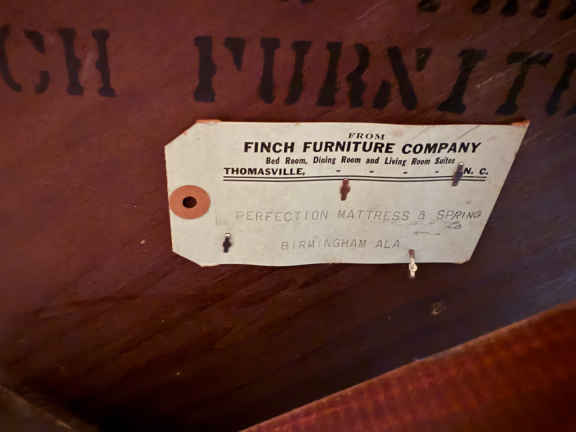 CH FURNITU
FROM
FINCH FURNITURE COMPANY
Bed Room, Dining Room and Living Room Suites
THOMASVILLE, - - - - N. C.
PERFECTION MATTRESS & SPRING
BIRMINGHAM ALA